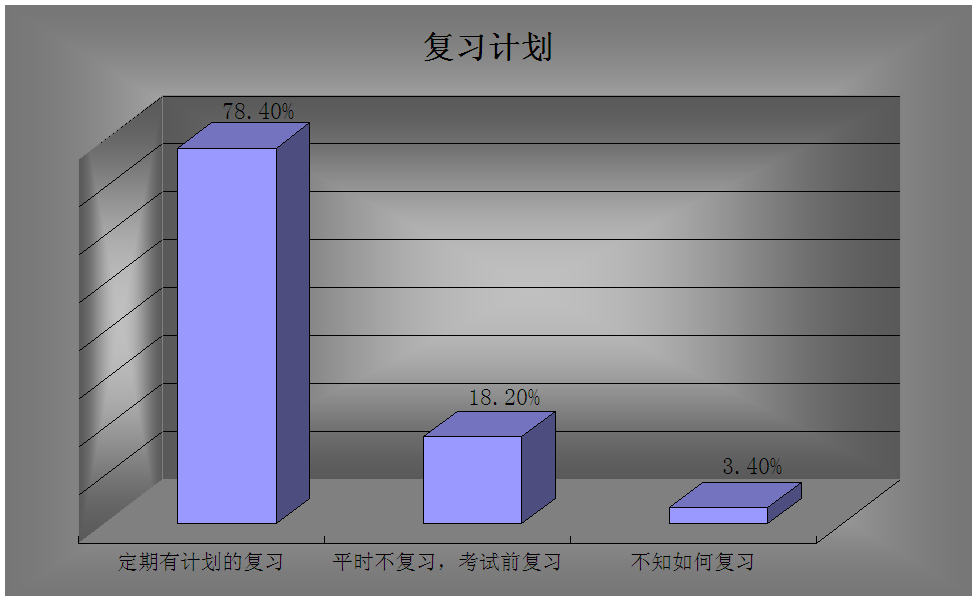 复习计划
78.40%
18.20%
3.40%
定期有计划的复习
平时不复习，考试前复习
不知如何复习